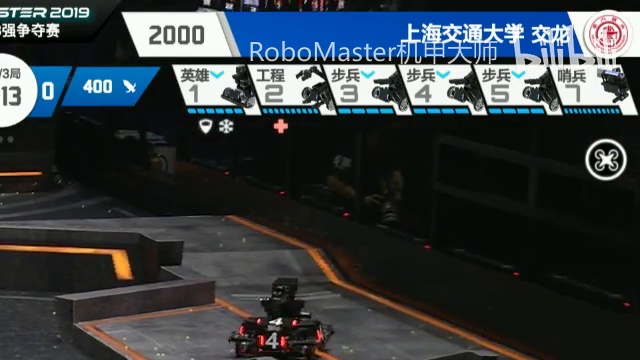 STER 2019
强争夺赛
2000
上海交通大学 交龙
RoboMaster机甲大师
bilibili
/3局
13
0
400
英雄 工程 步兵 步兵 步兵 哨兵
1 2 3 4 5 7
4
4